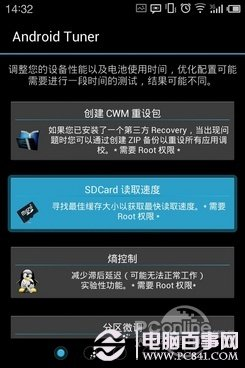 14:32
Android Tuner
调整您的设备性能以及电池使用时间，优化配置可能
需要进行一段时间的测试，结果可能不同。
创建 CWM 重设包
如果您已安装了一个第三方 Recovery，当出现问
题时您可以通过创建 ZIP 备份以重设所有应用调
校。* 需要 Root 权限 *
SDCard 读取速度
寻找最佳缓存大小以获取最快读取速度。* 需要
Root 权限 *
熵控制
减少滞后延迟（可能无法正常工作）
实验性功能。* 需要 Root 权限 *
分区微调
PConline
电脑百事网
WWW.PC841.COM